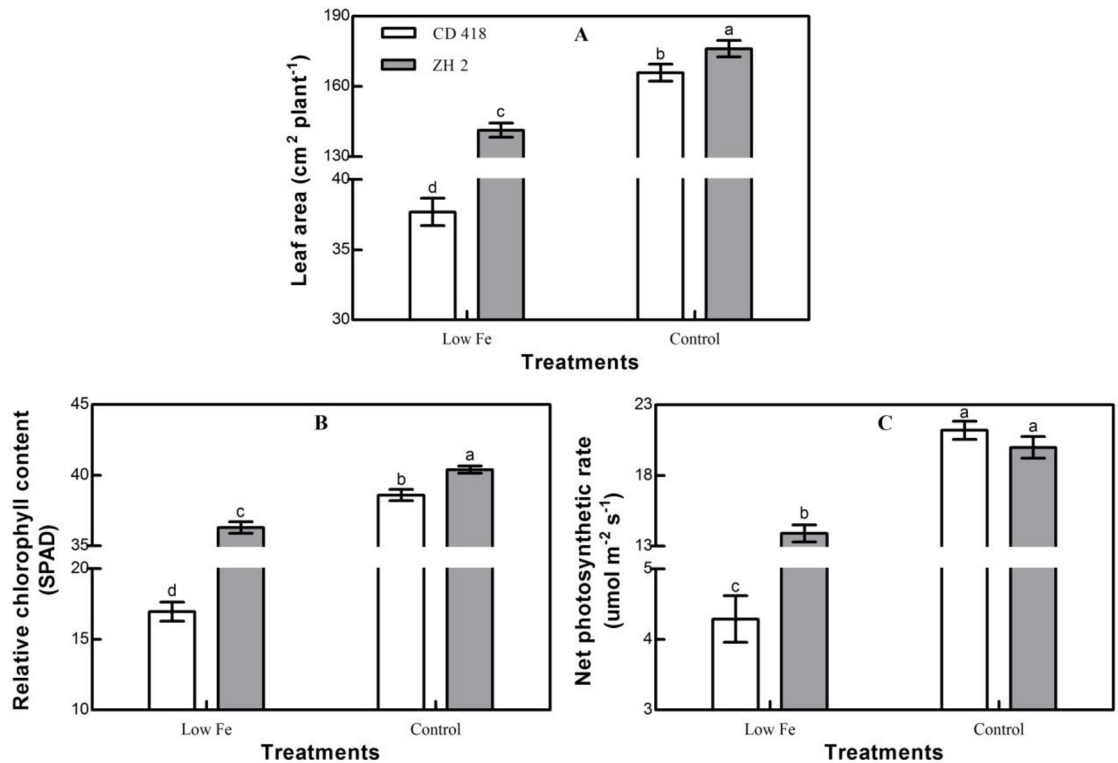 190
160
130
40
35
30
Leaf area (cm² plant⁻¹)
CD 418
ZH 2
A
d
c
b
a
Low Fe
Control
Treatments
45
40
35
20
15
10
Relative chlorophyll content
(SPAD)
B
d
c
b
a
Low Fe
Control
Treatments
23
18
13
5
4
3
Net photosynthetic rate
(umol m⁻² s⁻¹)
C
c
b
a
a
Low Fe
Control
Treatments